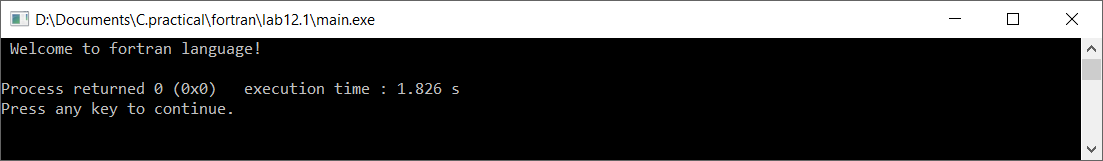 D:\Documents\C.practical\fortran\lab12.1\main.exe
Welcome to fortran language!
Process returned 0 (0x0)   execution time : 1.826 s
Press any key to continue.